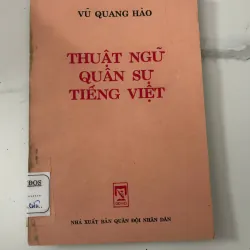 VŨ QUANG HÀO
THUẬT NGỮ
QUÂN SỰ
TIẾNG VIỆT
NHÀ XUẤT BẢN QUÂN ĐỘI NHÂN DÂN